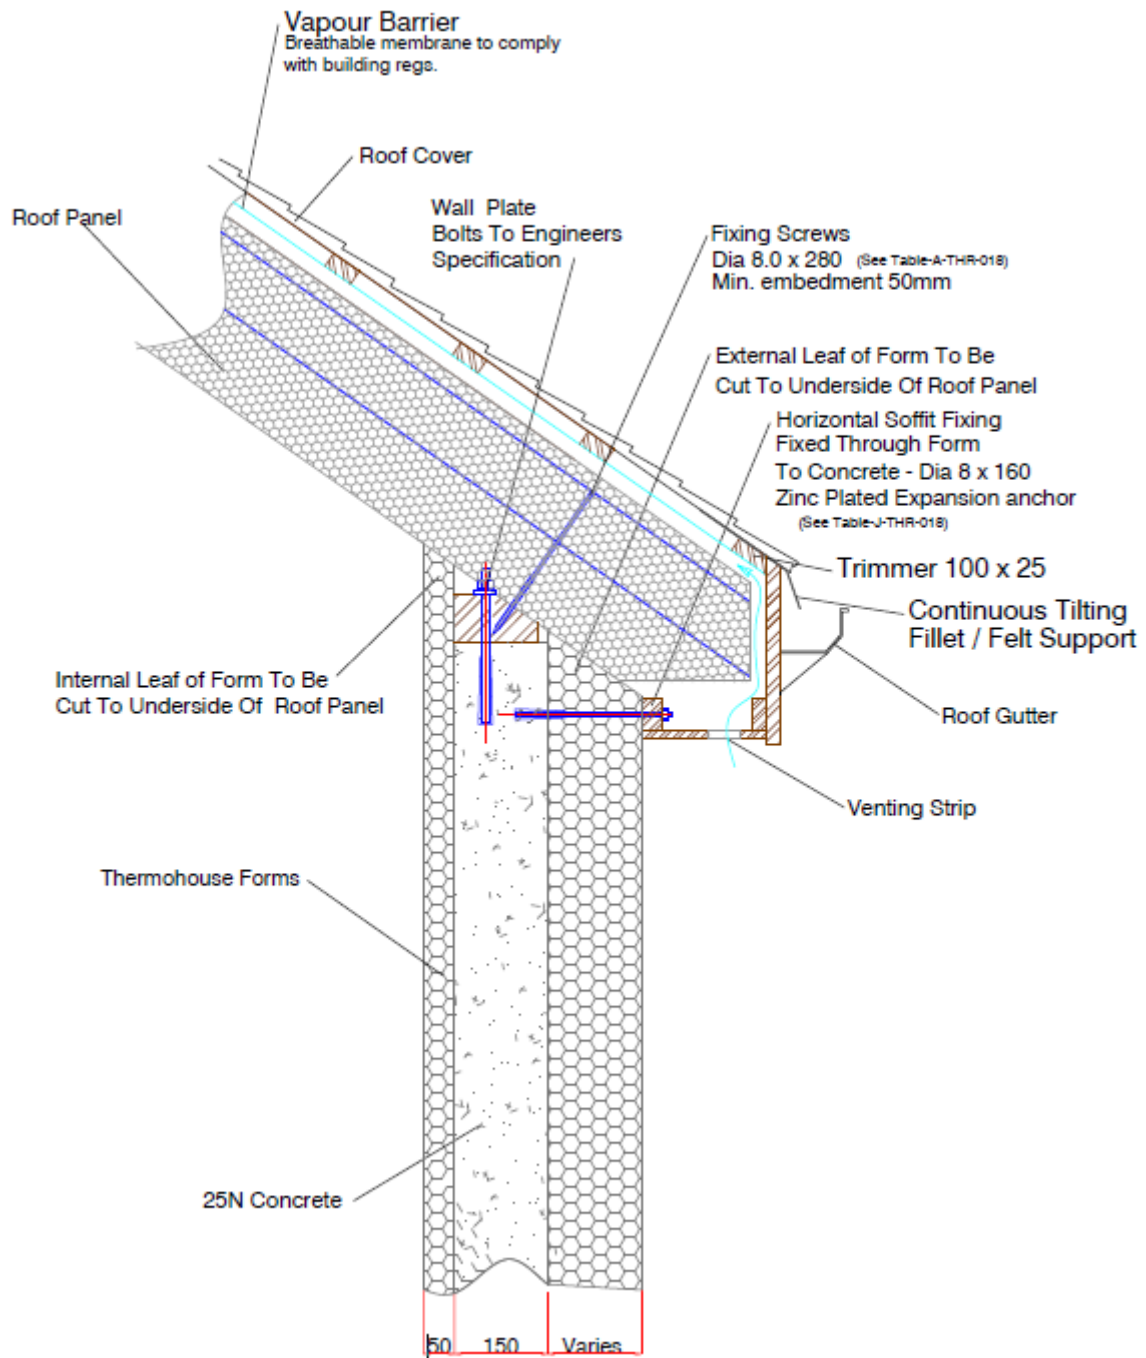 Vapour Barrier
Breathable membrane to comply
with building regs.
Roof Cover
Roof Panel
Wall Plate
Bolts To Engineers
Specification
Fixing Screws
Dia 8.0 x 280 (See Table-A-THR-018)
Min. embedment 50mm
External Leaf of Form To Be
Cut To Underside Of Roof Panel
Horizontal Soffit Fixing
Fixed Through Form
To Concrete - Dia 8 x 160
Zinc Plated Expansion anchor
(See Table-J-THR-018)
Trimmer 100 x 25
Continuous Tilting
Fillet / Felt Support
Internal Leaf of Form To Be
Cut To Underside Of Roof Panel
Roof Gutter
Venting Strip
Thermohouse Forms
25N Concrete
50 150 Varies